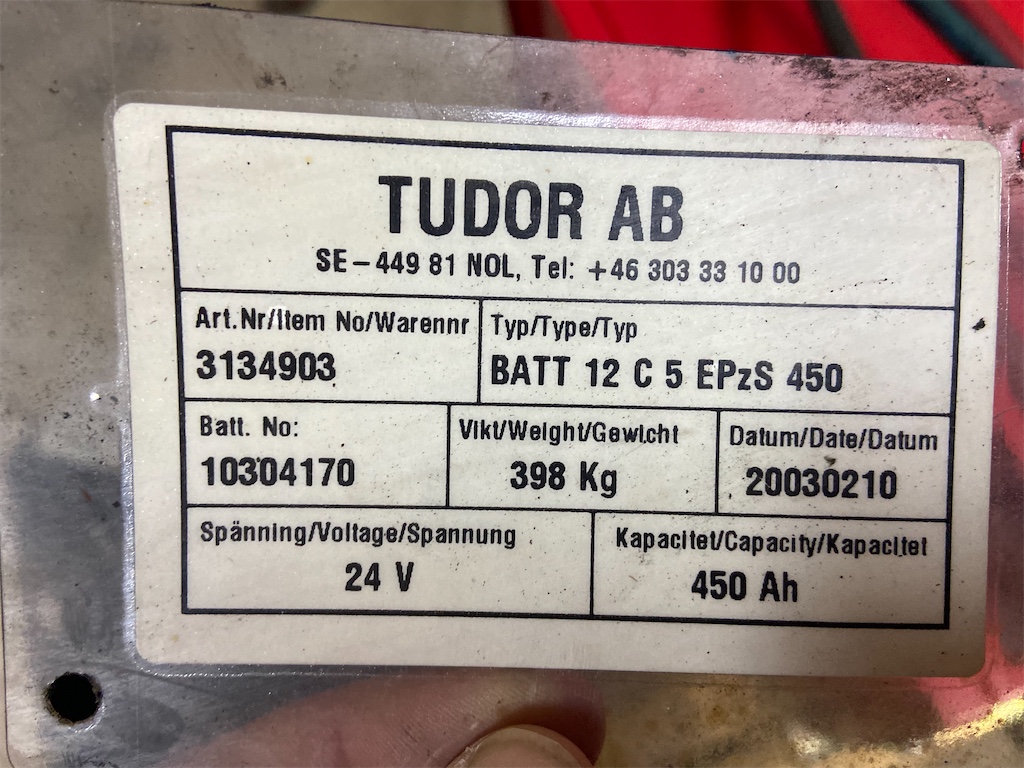 TUDOR AB
SE-449 81 NOL, Tel: +46 303 33 10 00
Art.Nr/Item No/Warennr
3134903
Typ/Type/Typ
BATT 12 C 5 EPzS 450
Batt. No:
10304170
Vikt/Weight/Gewicht
398 Kg
Datum/Date/Datum
20030210
Spänning/Voltage/Spannung
24 V
Kapacitet/Capacity/Kapacitet
450 Ah